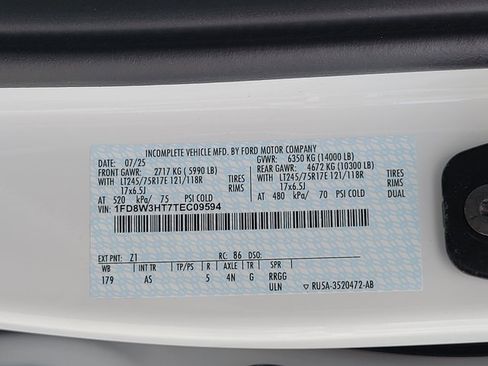 INCOMPLETE VEHICLE MFD. BY FORD MOTOR COMPANY
DATE: 07/25 GVWR: 6350 KG (14000 LB)
FRONT GAWR: 2717 KG ( 5990 LB) REAR GAWR: 4672 KG (10300 LB)
WITH LT245/75R17E 121/118R TIRES WITH LT245/75R17E 121/118R TIRES
17x6.5J RIMS 17x6.5J RIMS
AT 520 kPa/ 75 PSI COLD AT 480 kPa/ 70 PSI COLD DUAL
VIN: 1FD8W3HT7TEC09594
EXT PNT: Z1 RC: 86 DSO:
WB INT TR TP/PS R AXLE TR SPR
179 AS 5 4N G RRGG
ULN RU5A-3520472-AB